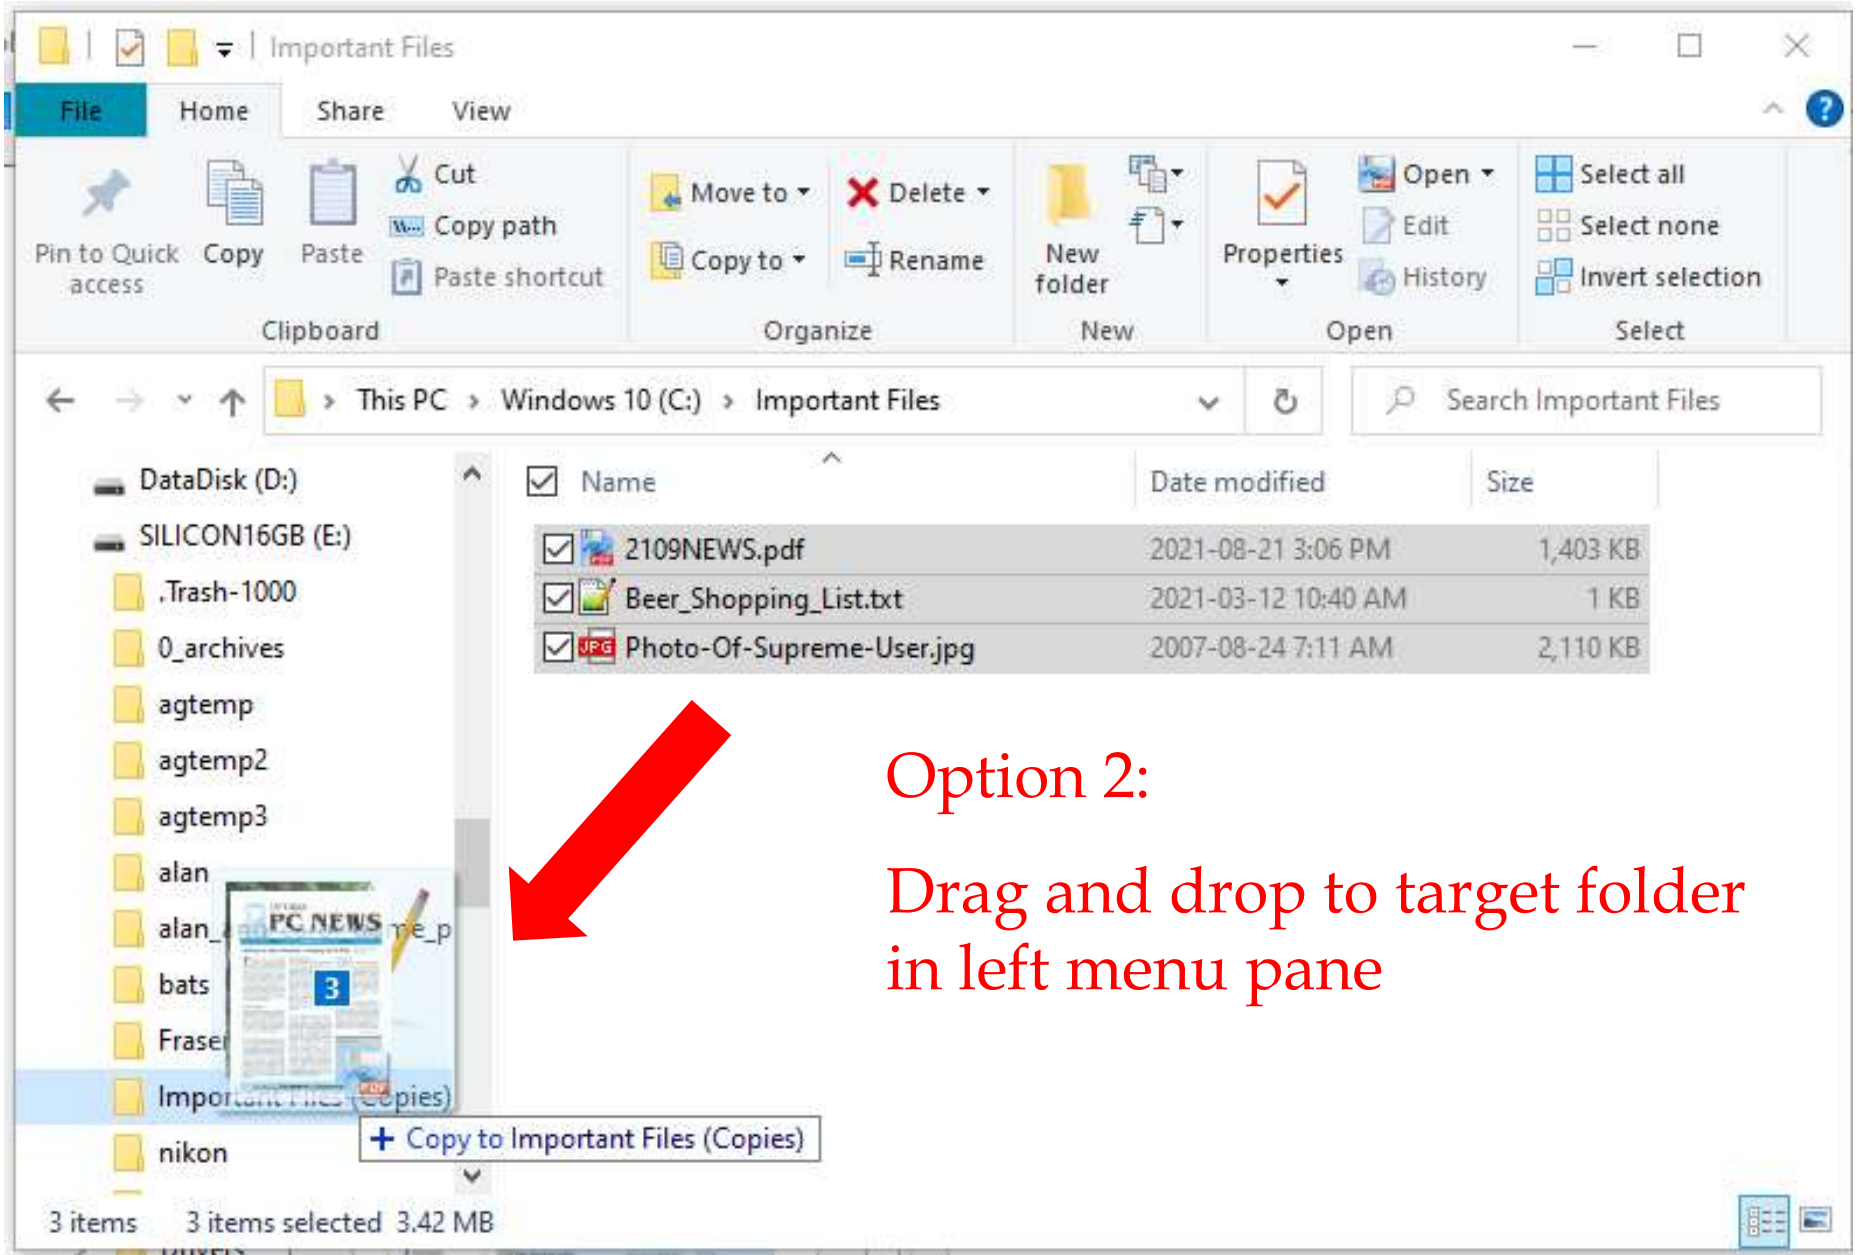 Important Files
File Home Share View
Pin to Quick access
Copy
Paste
Cut
Copy path
Paste shortcut
Clipboard
Move to
Copy to
Delete
Rename
Organize
New folder
New
Properties
Open
Edit
History
Open
Select all
Select none
Invert selection
Select
This PC > Windows 10 (C:) > Important Files
Search Important Files
DataDisk (D:)
SILICON16GB (E:)
.Trash-1000
0_archives
agtemp
agtemp2
agtemp3
alan
bats
Important Files (Copies)
nikon
Name Date modified Size
2109NEWS.pdf 2021-08-21 3:06 PM 1,403 KB
Beer_Shopping_List.txt 2021-03-12 10:40 AM 1 KB
Photo-Of-Supreme-User.jpg 2007-08-24 7:11 AM 2,110 KB
PC NEWS
3
PDF
+ Copy to Important Files (Copies)
Option 2:
Drag and drop to target folder
in left menu pane
3 items 3 items selected 3.42 MB